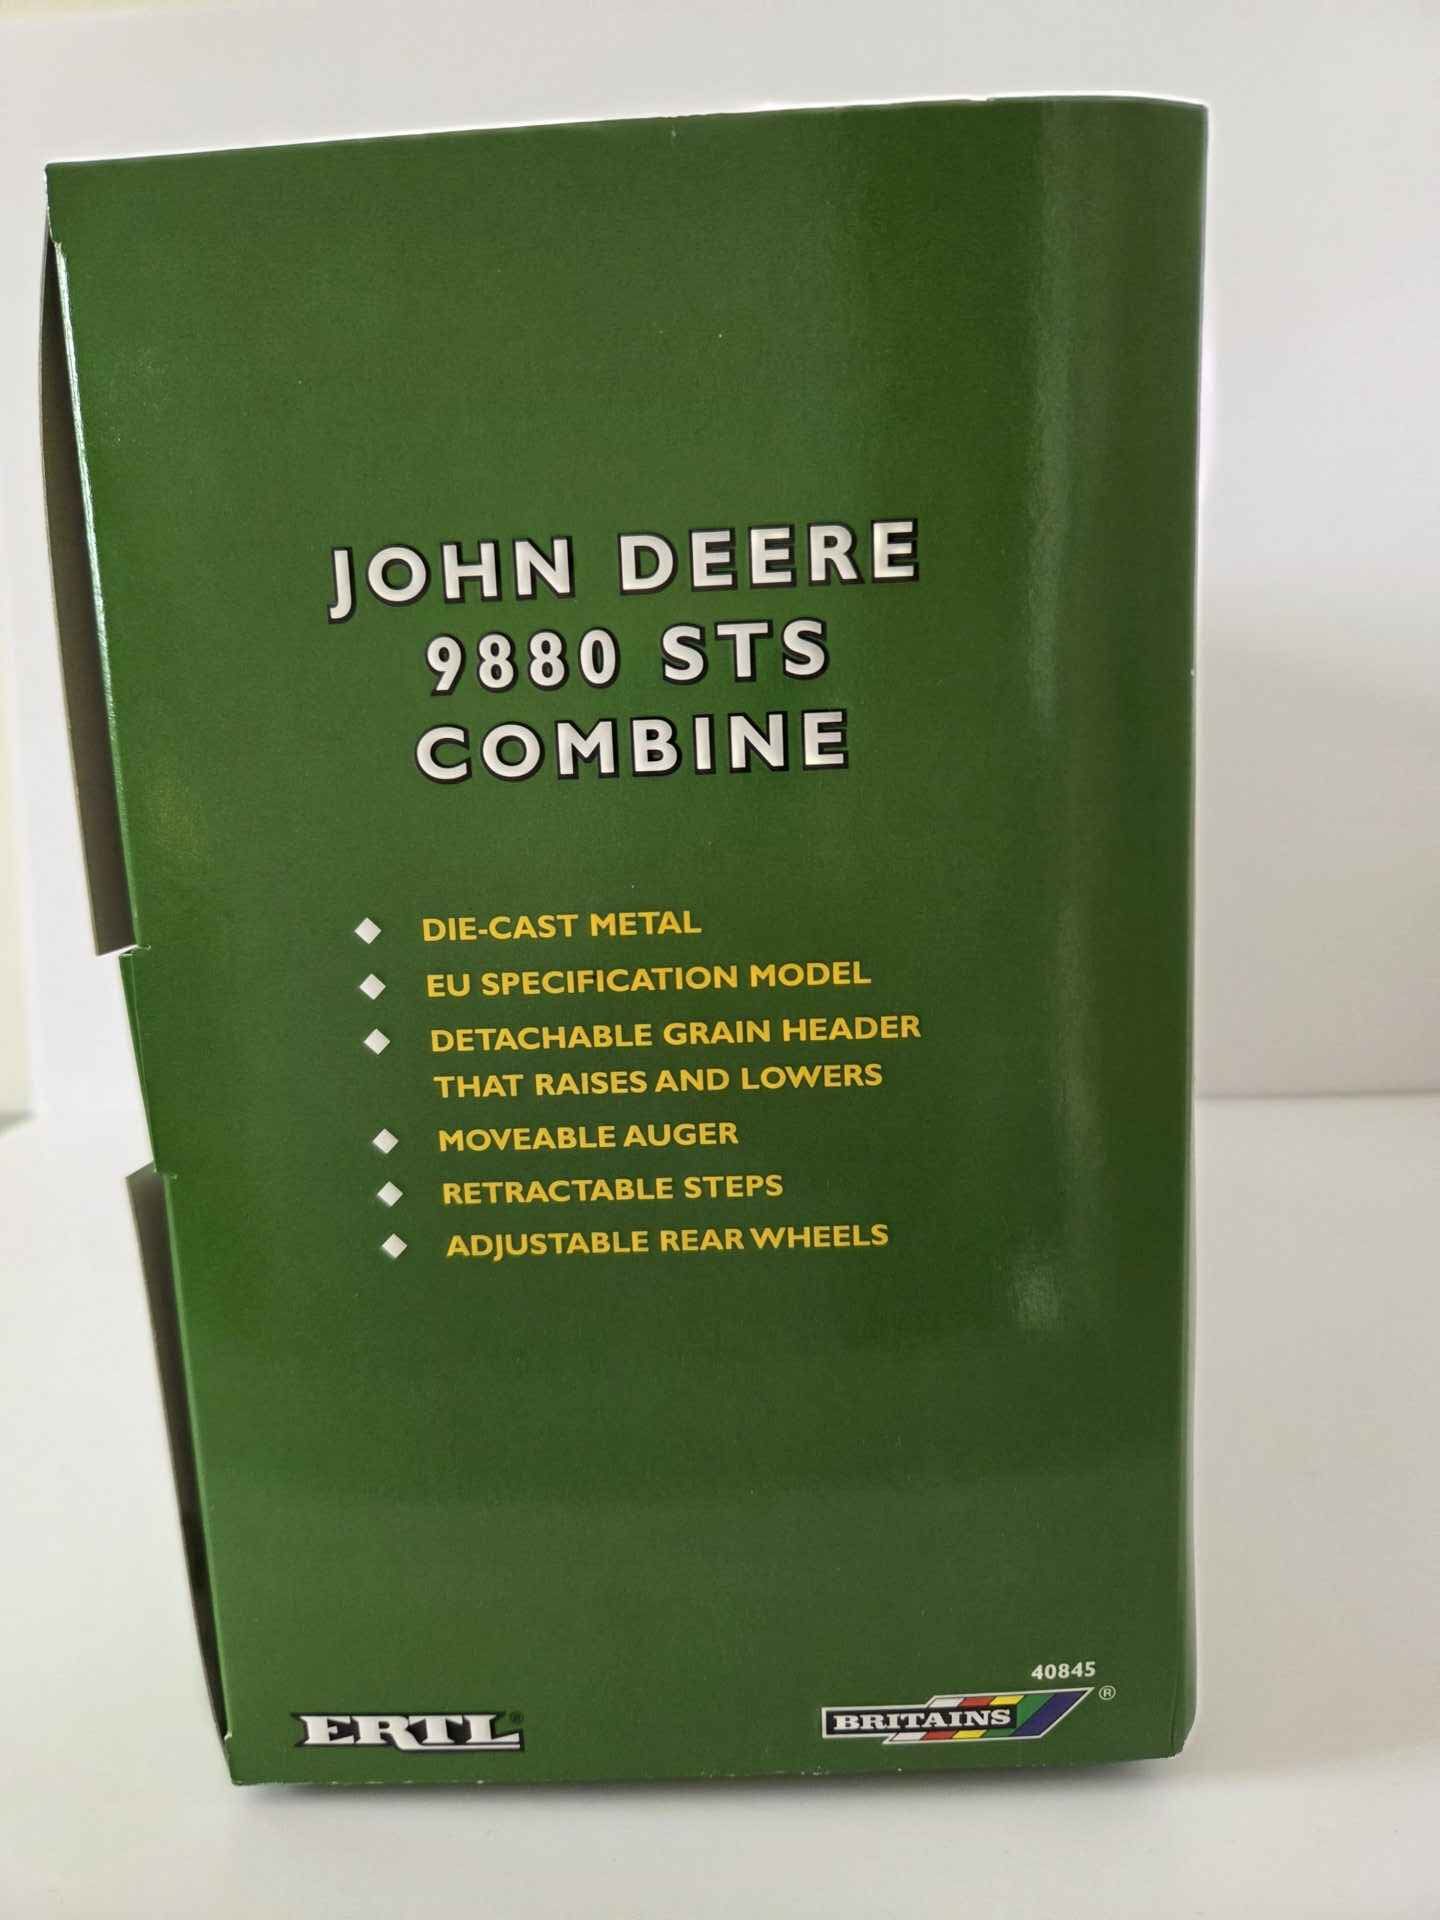 JOHN DEERE
9880 STS
COMBINE
DIE-CAST METAL
EU SPECIFICATION MODEL
DETACHABLE GRAIN HEADER
THAT RAISES AND LOWERS
MOVEABLE AUGER
RETRACTABLE STEPS
ADJUSTABLE REAR WHEELS
40845
ERTL®
BRITAINS®